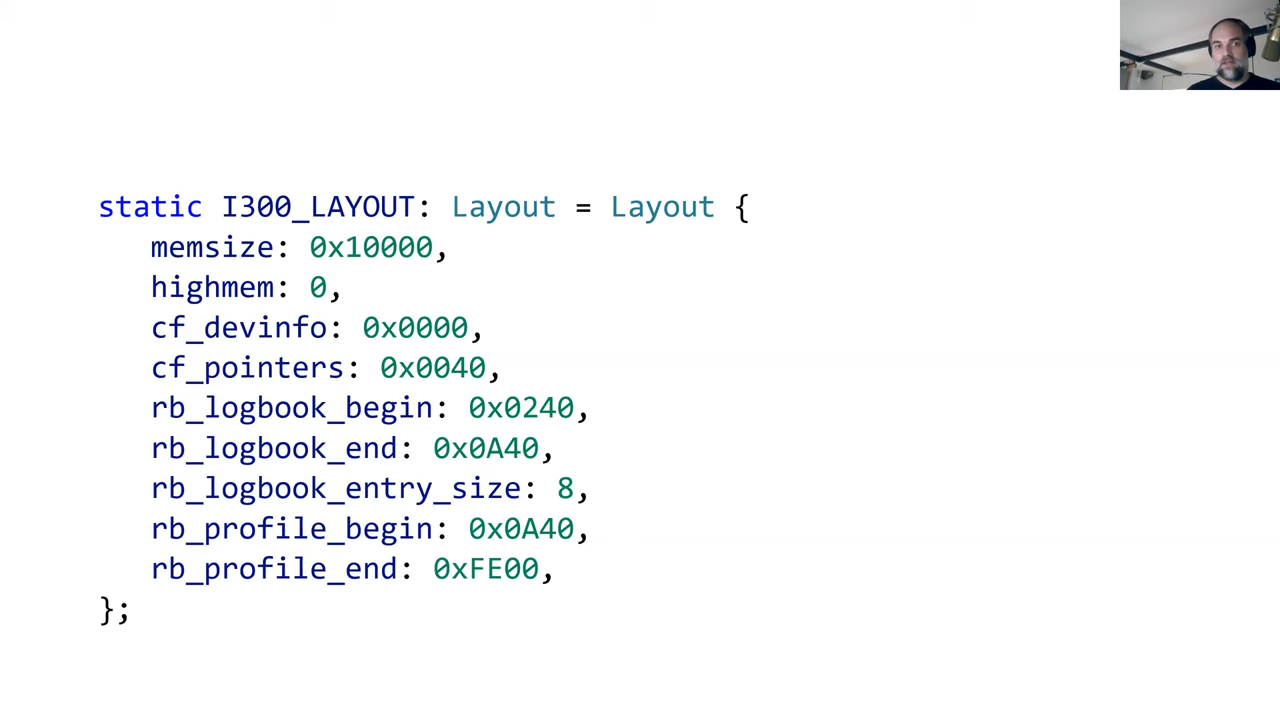 static I300_LAYOUT: Layout = Layout {
memsize: 0x10000,
highmem: 0,
cf_devinfo: 0x0000,
cf_pointers: 0x0040,
rb_logbook_begin: 0x0240,
rb_logbook_end: 0x0A40,
rb_logbook_entry_size: 8,
rb_profile_begin: 0x0A40,
rb_profile_end: 0xFE00,
};